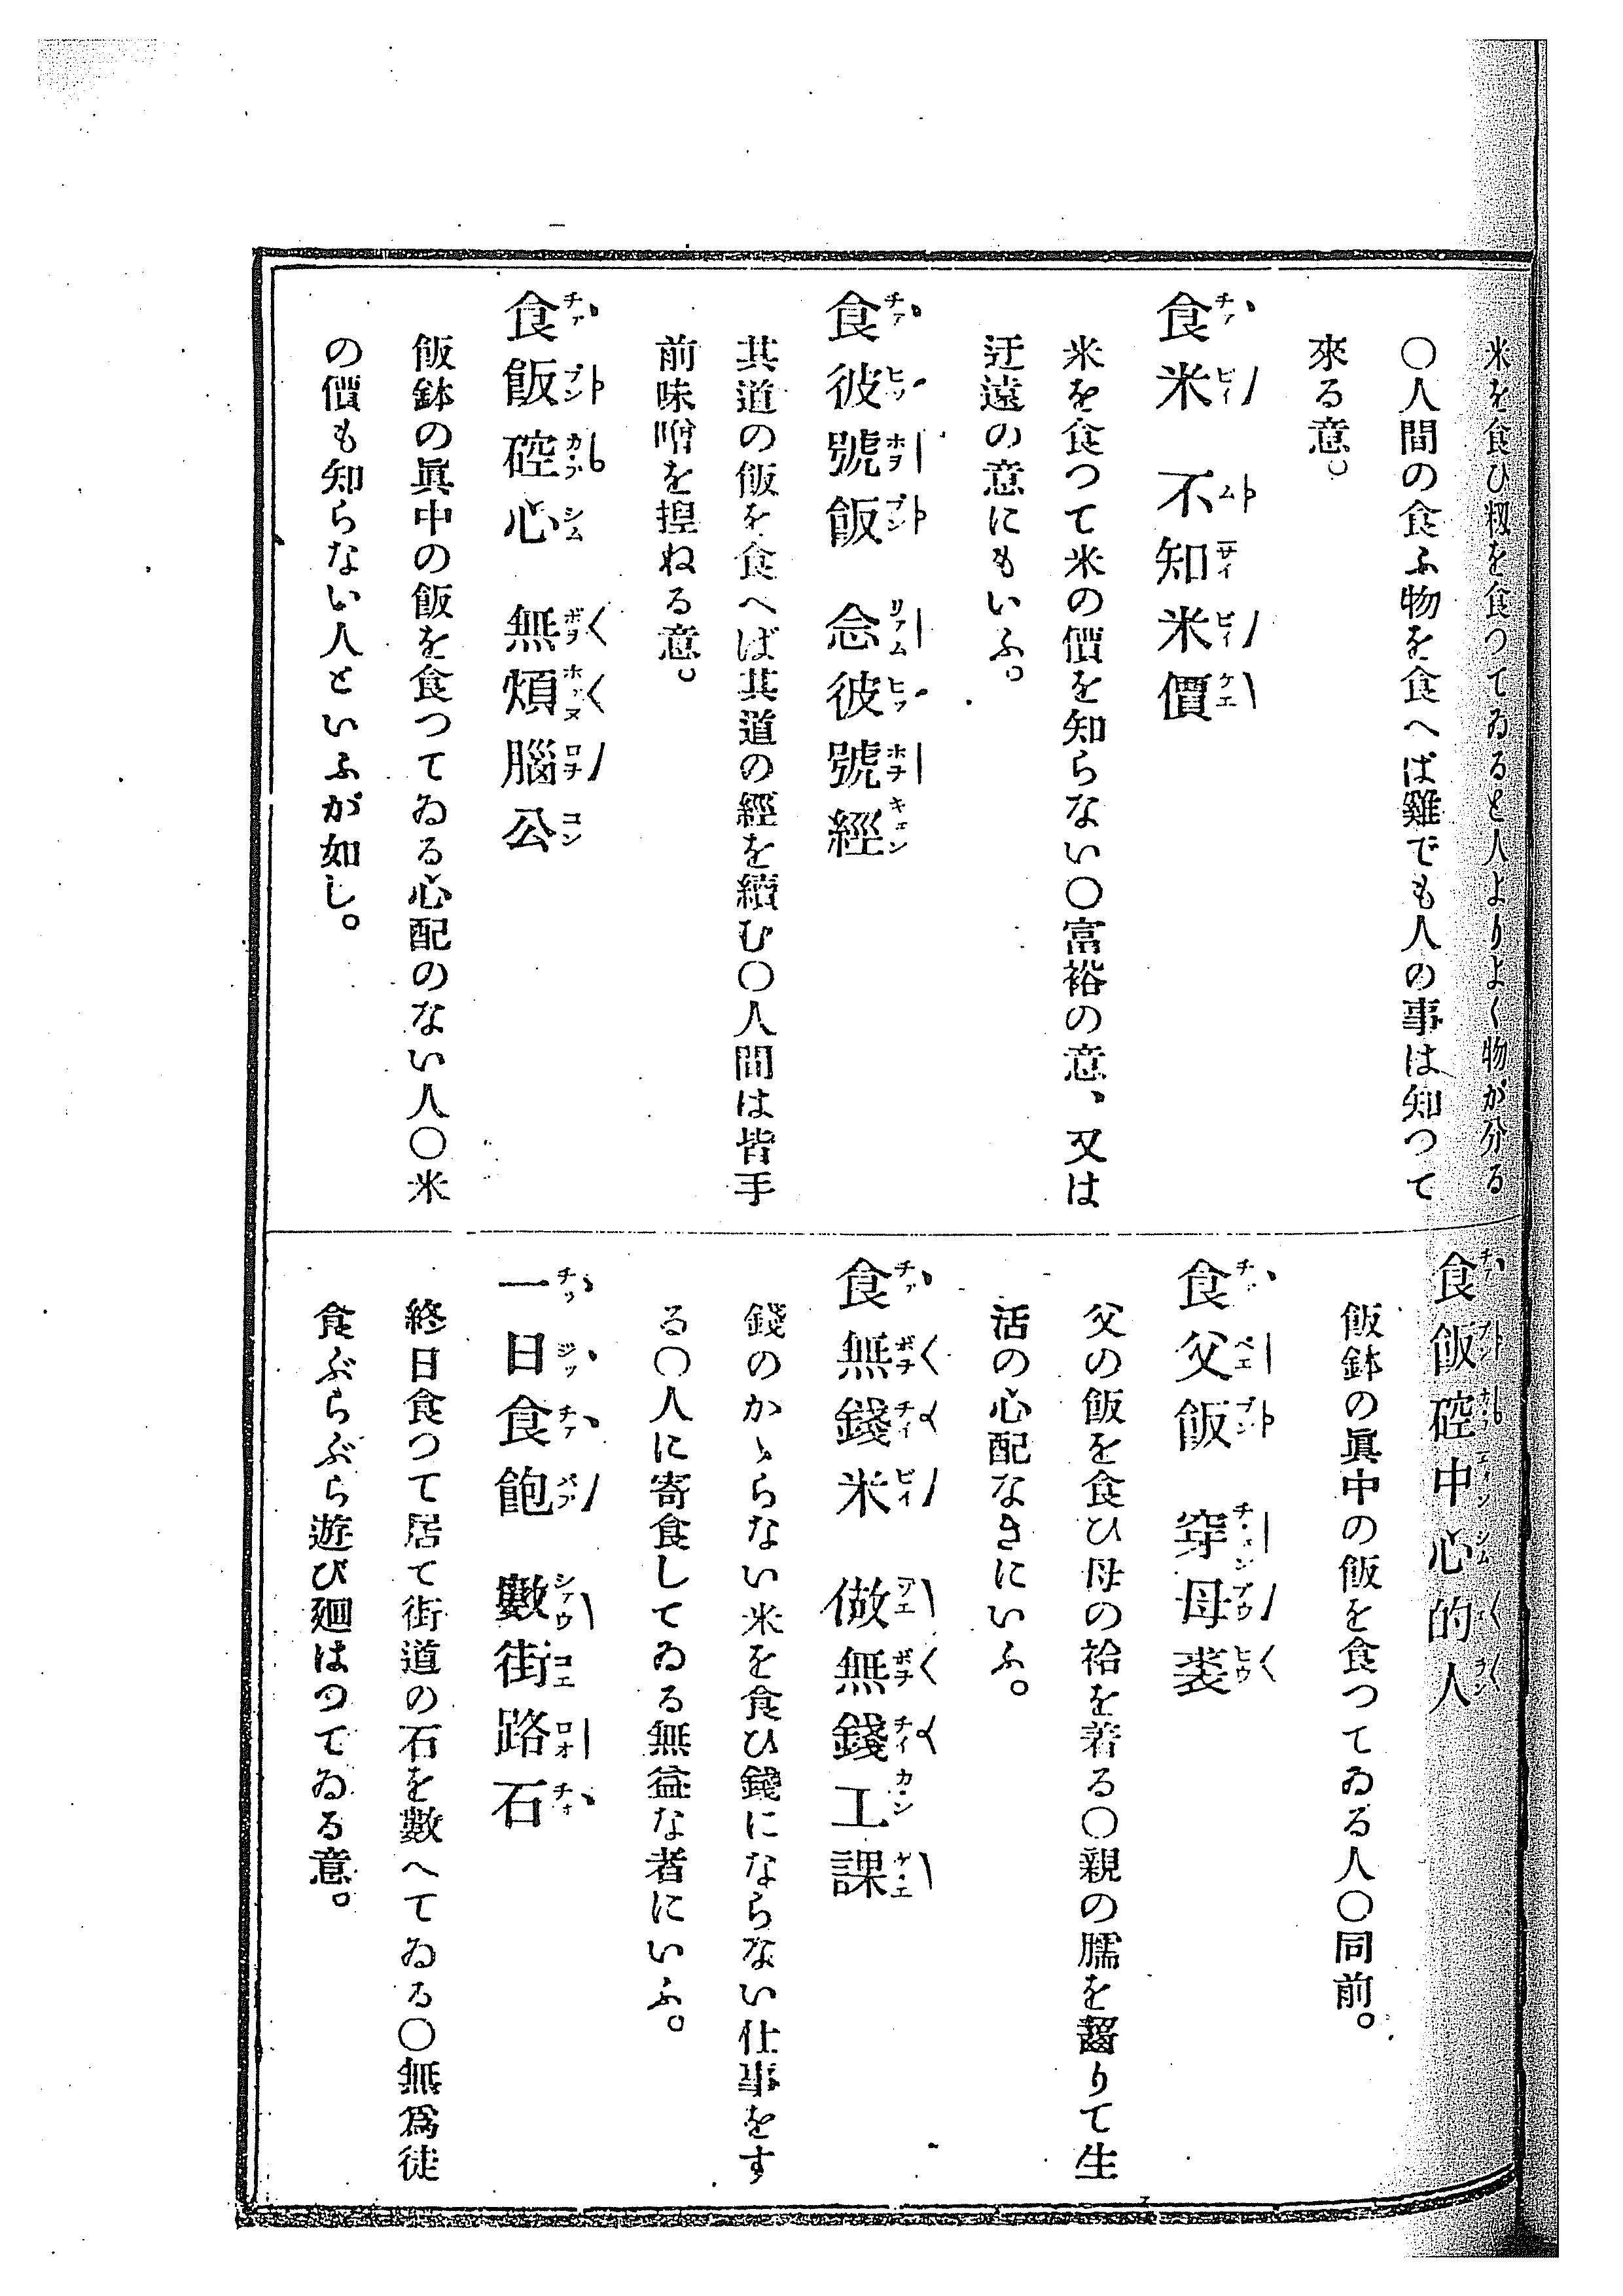 米を食ひ籾を食つてゐると人よりよく物が分る
〇人間の食ふ物を食へば雞でも人の事は知つて
來る意。
食米　不知米價
米を食つて米の價を知らない〇富裕の意、又は
迂遠の意にもいふ。
食彼號飯　念彼號經
其道の飯を食へば其道の經を續む〇人間は皆手
前味噌を揑ねる意。
食飯硿心　無煩腦公
飯鉢の眞中の飯を食つてゐる心配のない人〇米
の價も知らない人といふが如し。
食飯硿中心的人
飯鉢の眞中の飯を食つてゐる人〇同前。
食父飯　穿母裘
父の飯を食ひ母の袷を着る〇親の臑を齧りて生
活の心配なきにいふ。
食無錢米　做無錢工課
錢のかゝらない米を食ひ錢にならない仕事をす
る〇人に寄食してゐる無益な者にいふ。
一日食飽　數街路石
終日食つて居て街道の石を數へてゐる〇無爲徒
食ぶらぶら遊び廻はつてゐる意。